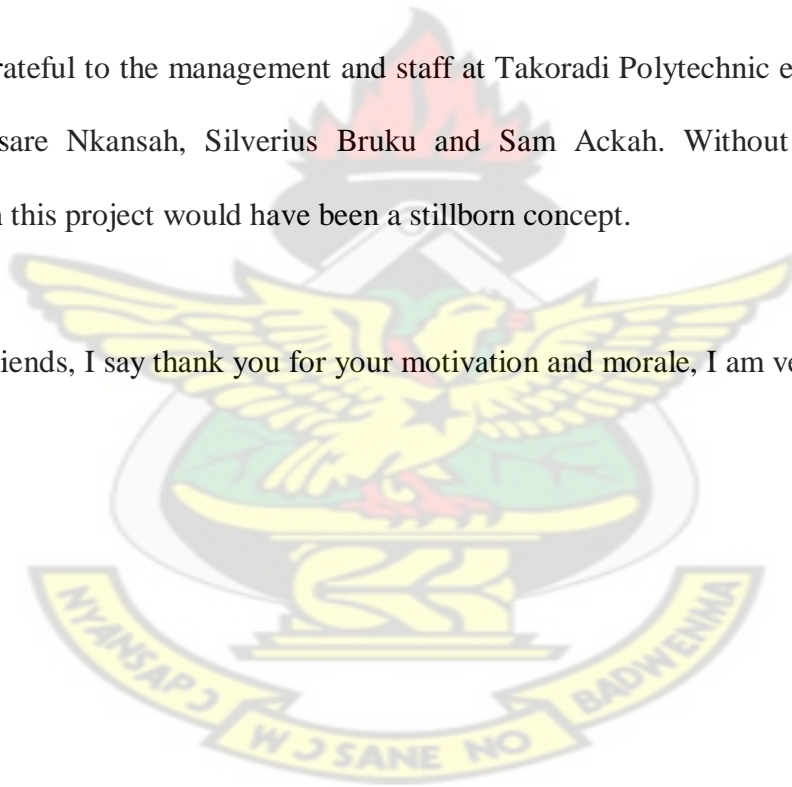 rateful to the management and staff at Takoradi Polytechnic e
sare Nkansah, Silverius Bruku and Sam Ackah. Without
this project would have been a stillborn concept.
iends, I say thank you for your motivation and morale, I am ve
NYANSAPƆ WƆSANE NO BADWENMA